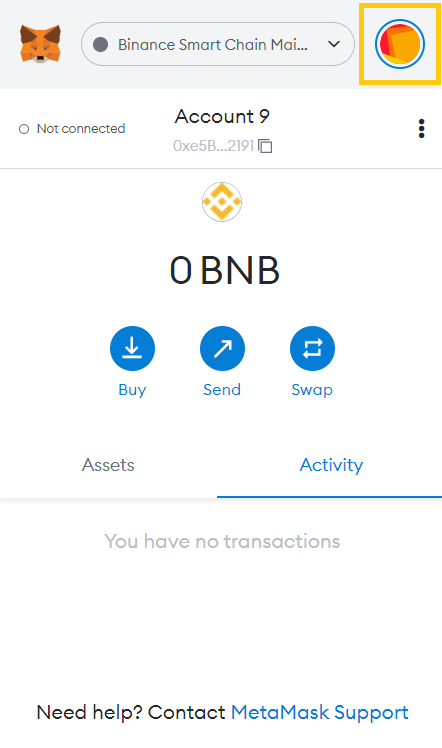 Binance Smart Chain Mai...
Account 9
Not connected
0xe5B...2191
0 BNB
Buy
Send
Swap
Assets
Activity
You have no transactions
Need help? Contact MetaMask Support